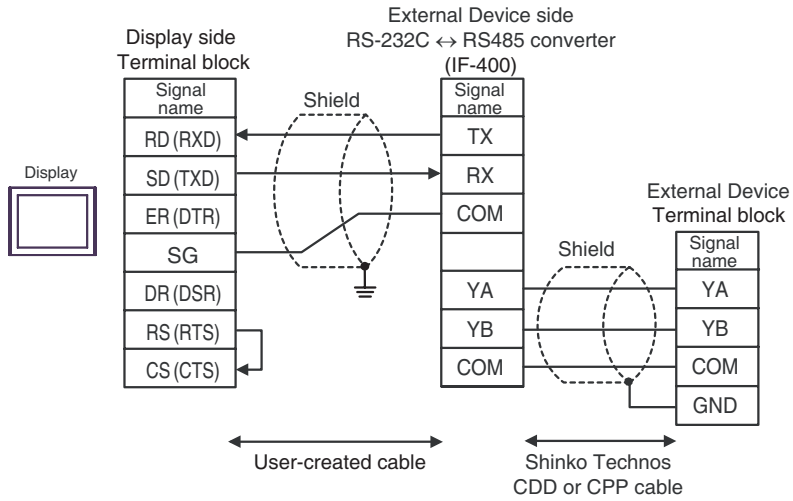 External Device side
RS-232C ↔ RS485 converter
(IF-400)
Display side
Terminal block
Signal
name
RD (RXD)
SD (TXD)
ER (DTR)
SG
DR (DSR)
RS (RTS)
CS (CTS)
Display
Shield
Signal
name
TX
RX
COM
YA
YB
COM
Shield
External Device
Terminal block
Signal
name
YA
YB
COM
GND
User-created cable
Shinko Technos
CDD or CPP cable